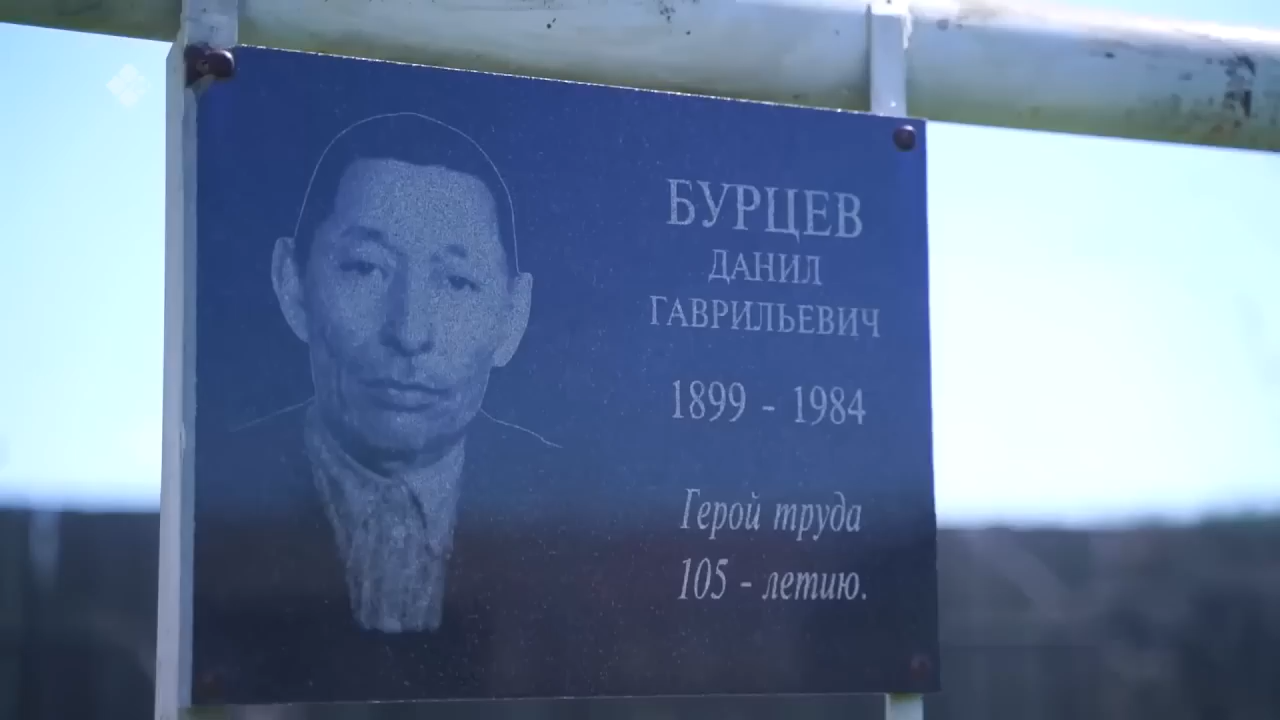 БУРЦЕВ
ДАНИЛ
ГАВРИЛЬЕВИЧ
1899 - 1984
Герой труда
105 - летию.